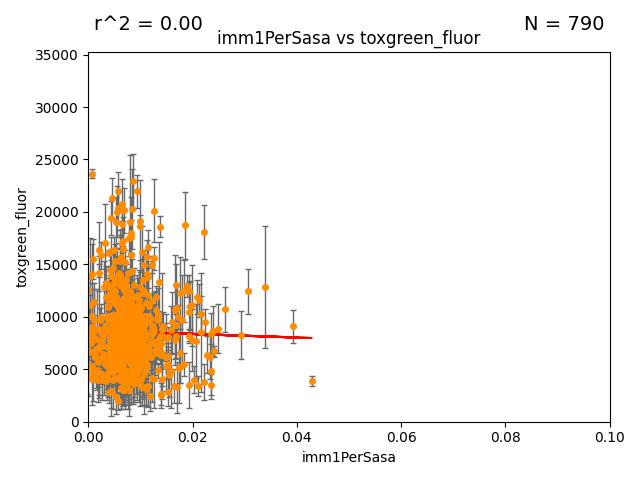 r^2 = 0.00
N = 790
imm1PerSasa vs toxgreen_fluor
35000
30000
25000
20000
15000
10000
5000
0
toxgreen_fluor
0.00
0.02
0.04
0.06
0.08
0.10
imm1PerSasa